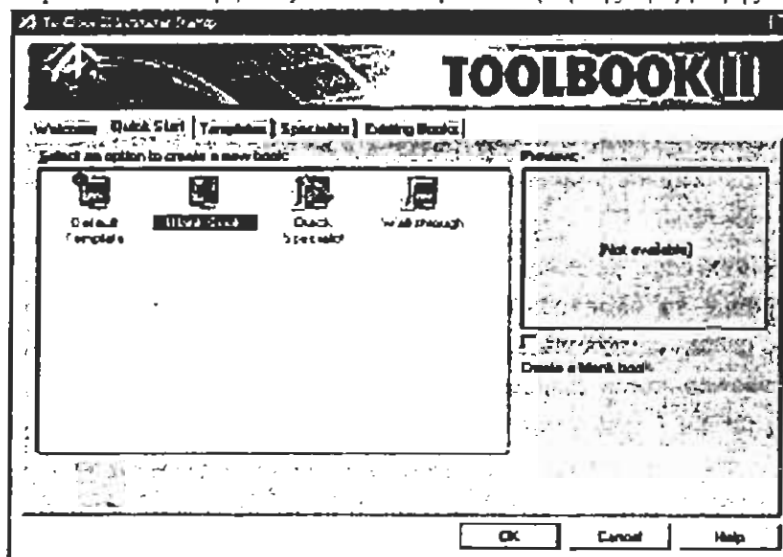 TOOLBOOK II
Welcome Quick Start Templates Specialists Existing Books
Select an option to create a new book:
Preview:
Default Template
Blank Book
Quick Specialist
Walkthrough
[Not available]
Create a blank book
OK Cancel Help